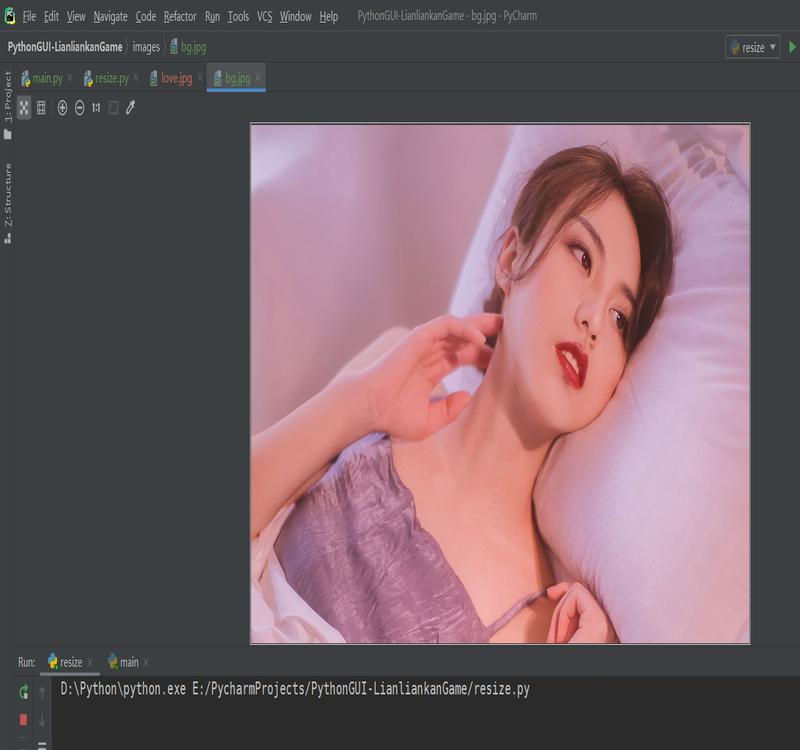 File Edit View Navigate Code Refactor Run Tools VCS Window Help PythonGUI-LianliankanGame - bg.jpg - PyCharm
PythonGUI-LianliankanGame images bg.jpg resize
main.py resize.py love.jpg bg.jpg
1:1
1: Project
Z: Structure
Run: resize main
D:\Python\python.exe E:/PycharmProjects/PythonGUI-LianliankanGame/resize.py